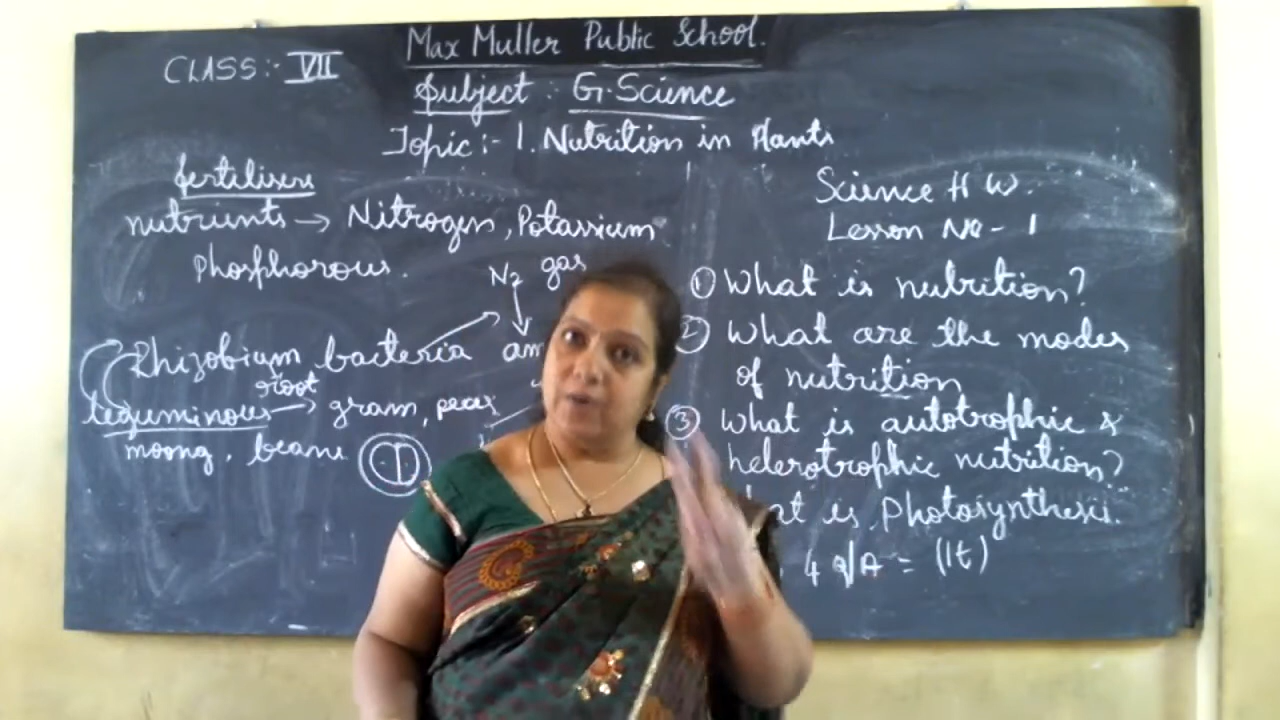 Max Muller Public School.
CLASS:- VII
Subject : G.Science
Topic:- 1. Nutrition in Plants
fertilisers
nutrients → Nitrogen, Potassium
Phosphorous.
N2 gas
Rhizobium bacteria
root
leguminous → gram, peas
moong, beans
Science H W.
Lesson No - 1
① What is nutrition?
② What are the modes
of nutrition
③ What is autotrophic &
heterotrophic nutrition?
is Photosynthesis.
4 Q/A = (1t)